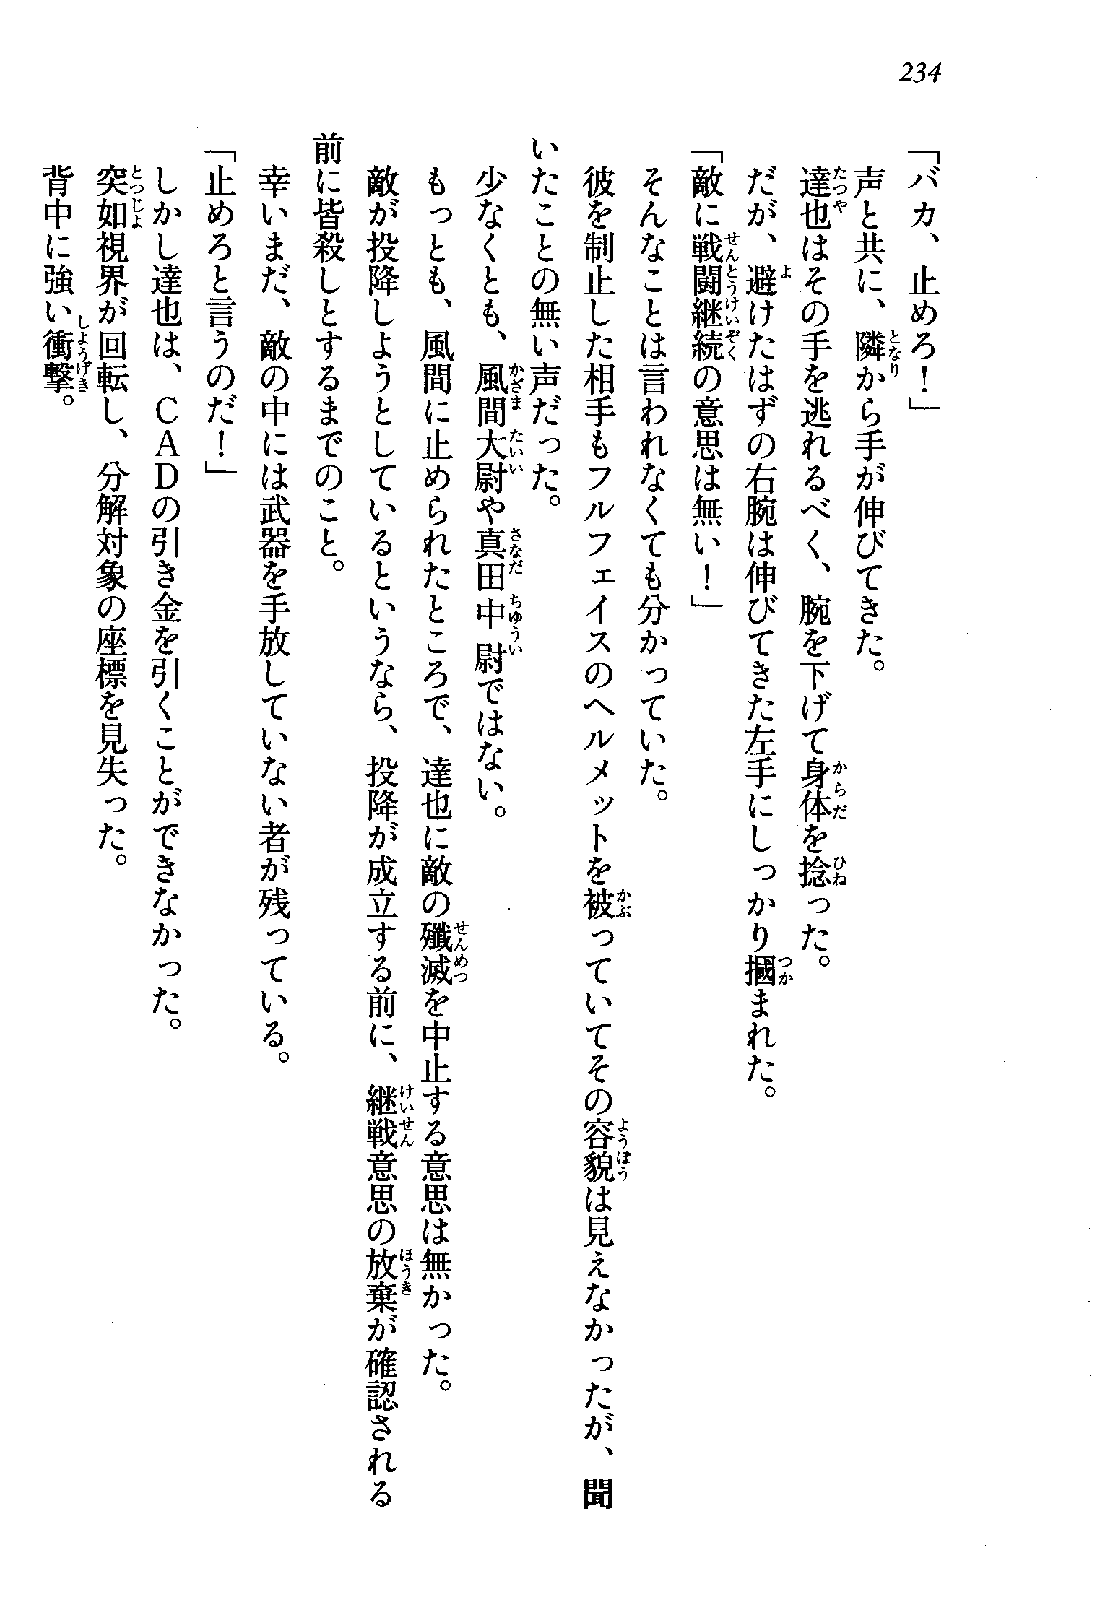 234
「バカ、止めろ！」
声と共に、隣から手が伸びてきた。
達也はその手を逃れるべく、腕を下げて身体を捻った。
だが、避けたはずの右腕は伸びてきた左手にしっかり摑まれた。
「敵に戦闘継続の意思は無い！」
そんなことは言われなくても分かっていた。
彼を制止した相手もフルフェイスのヘルメットを被っていてその容貌は見えなかったが、聞
いたことの無い声だった。
少なくとも、風間大尉や真田中尉ではない。
もっとも、風間に止められたところで、達也に敵の殲滅を中止する意思は無かった。
敵が投降しようとしているというなら、投降が成立する前に、継戦意思の放棄が確認される
前に皆殺しとするまでのこと。
幸いまだ、敵の中には武器を手放していない者が残っている。
「止めろと言うのだ！」
しかし達也は、ＣＡＤの引き金を引くことができなかった。
突如視界が回転し、分解対象の座標を見失った。
背中に強い衝撃。